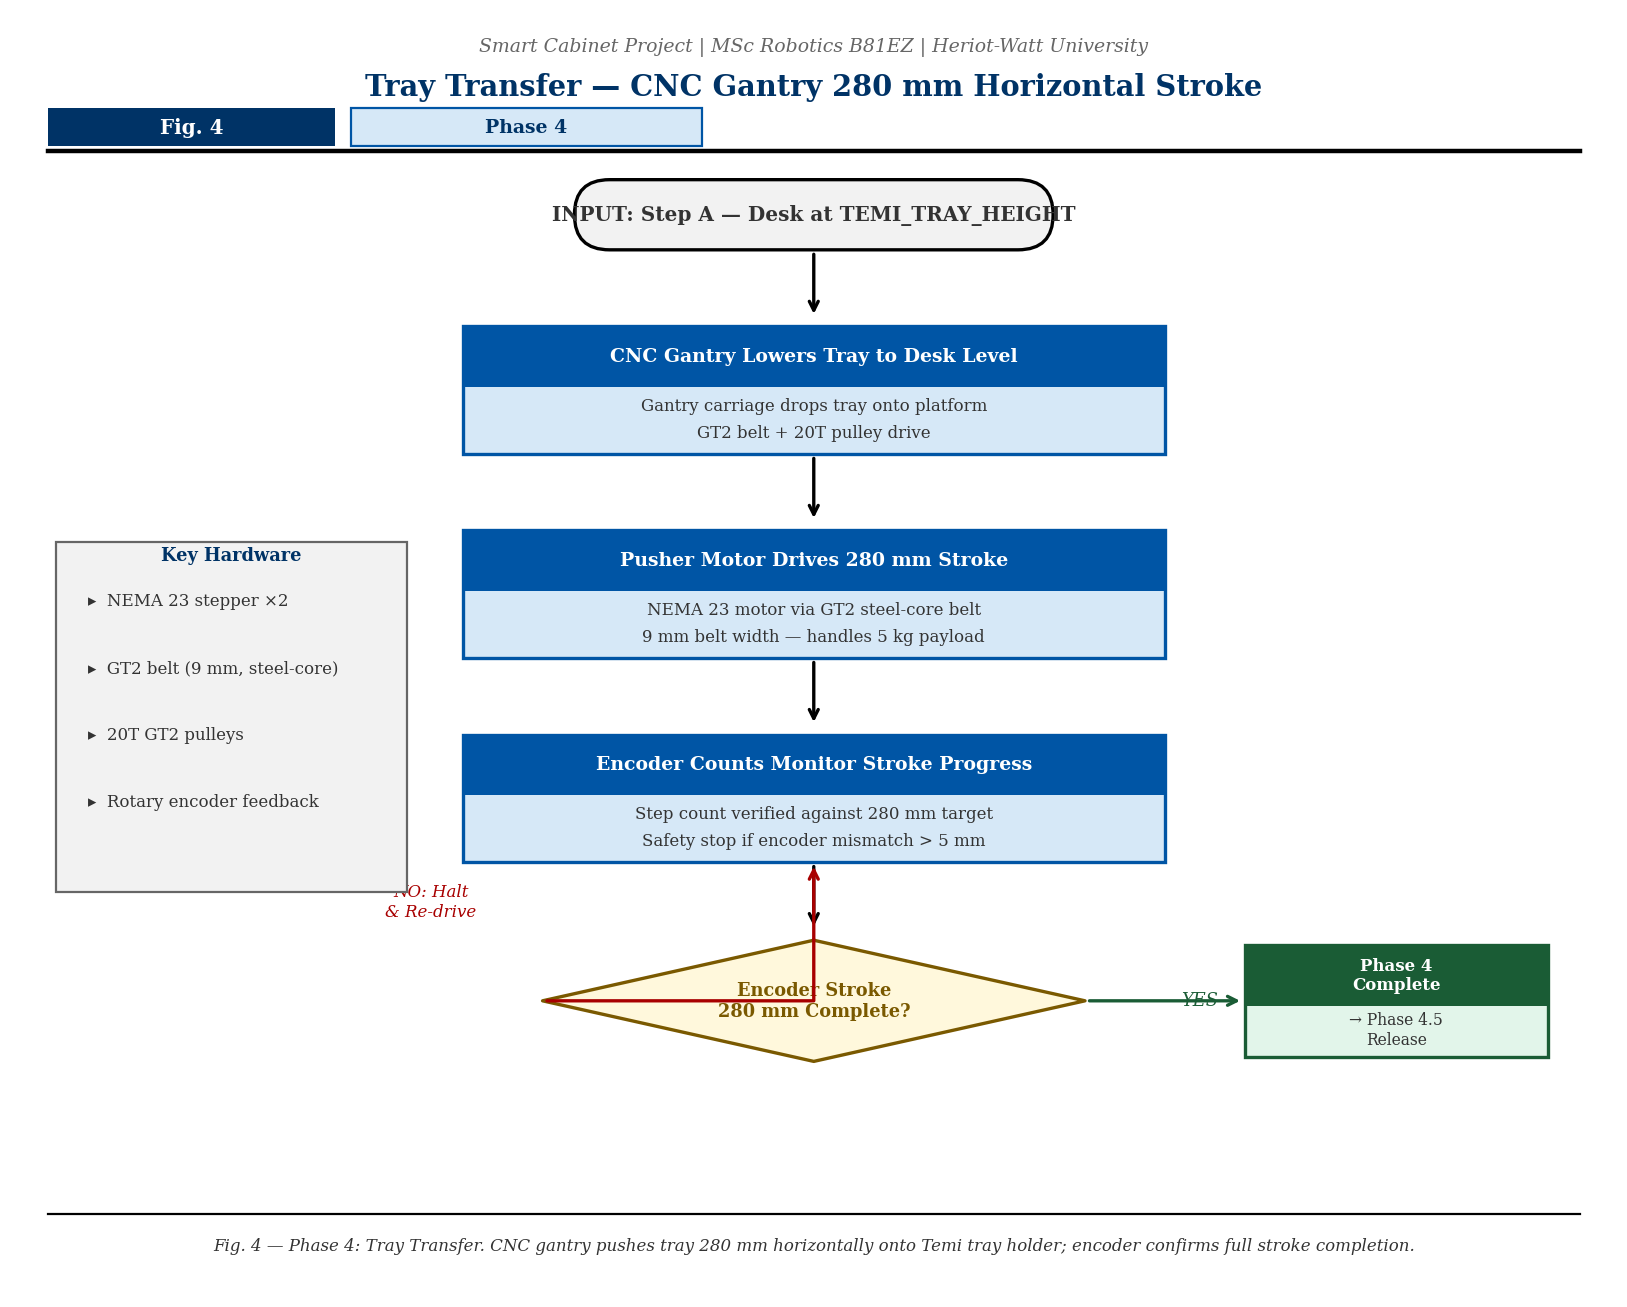 Smart Cabinet Project | MSc Robotics B81EZ | Heriot-Watt University
Tray Transfer — CNC Gantry 280 mm Horizontal Stroke
Fig. 4
Phase 4
INPUT: Step A — Desk at TEMI_TRAY_HEIGHT
CNC Gantry Lowers Tray to Desk Level
Gantry carriage drops tray onto platform
GT2 belt + 20T pulley drive
Pusher Motor Drives 280 mm Stroke
NEMA 23 motor via GT2 steel-core belt
9 mm belt width — handles 5 kg payload
Key Hardware
▸ NEMA 23 stepper ×2
▸ GT2 belt (9 mm, steel-core)
▸ 20T GT2 pulleys
▸ Rotary encoder feedback
Encoder Counts Monitor Stroke Progress
Step count verified against 280 mm target
Safety stop if encoder mismatch > 5 mm
NO: Halt
& Re-drive
Encoder Stroke
280 mm Complete?
YES
Phase 4
Complete
→ Phase 4.5
Release
Fig. 4 — Phase 4: Tray Transfer. CNC gantry pushes tray 280 mm horizontally onto Temi tray holder; encoder confirms full stroke completion.